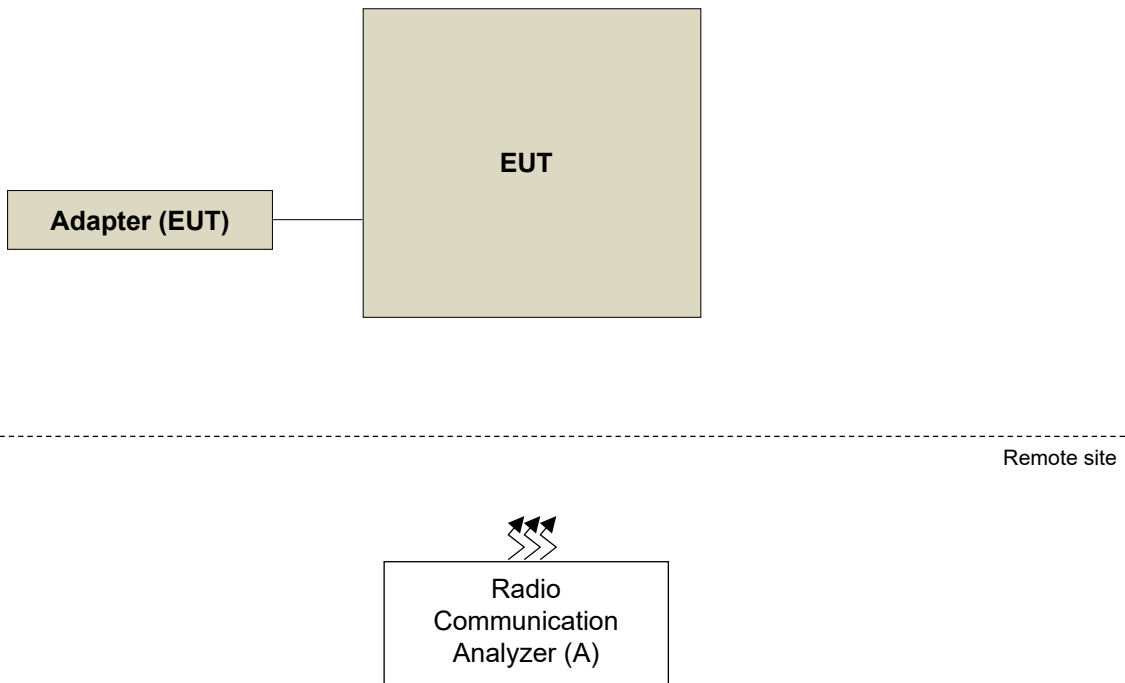 EUT
Adapter (EUT)
Remote site
Radio
Communication
Analyzer (A)